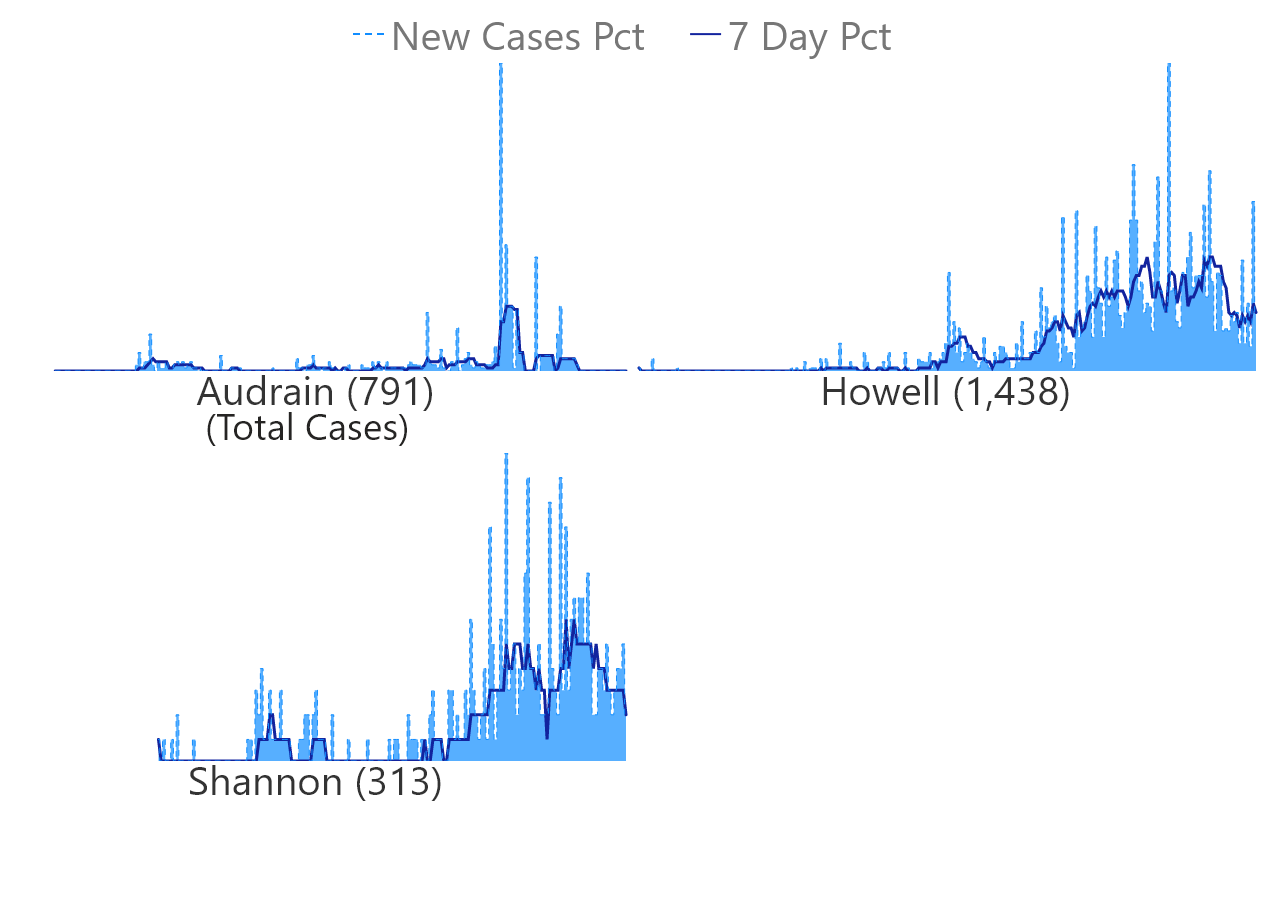 New Cases Pct 7 Day Pct
Audrain (791)
(Total Cases)
Howell (1,438)
Shannon (313)